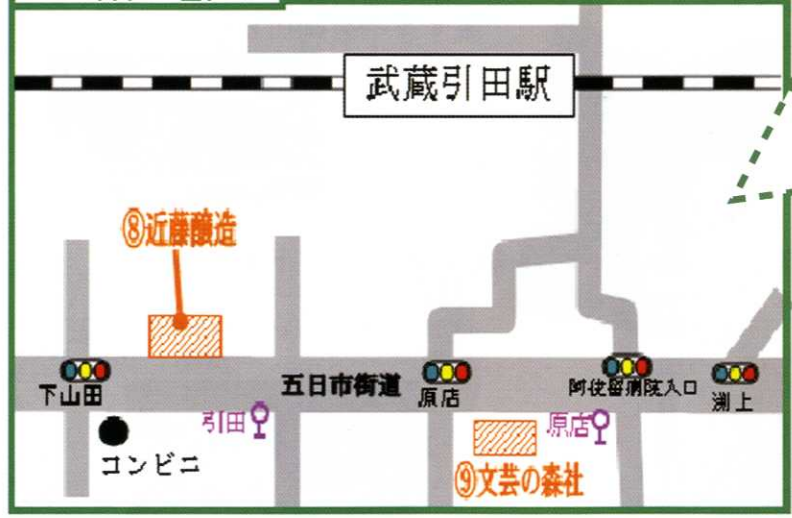 武蔵引田駅
⑧近藤醸造
五日市街道
下山田
原店
阿伎留病院入口
渕上
引田
原店
コンビニ
⑨文芸の森社